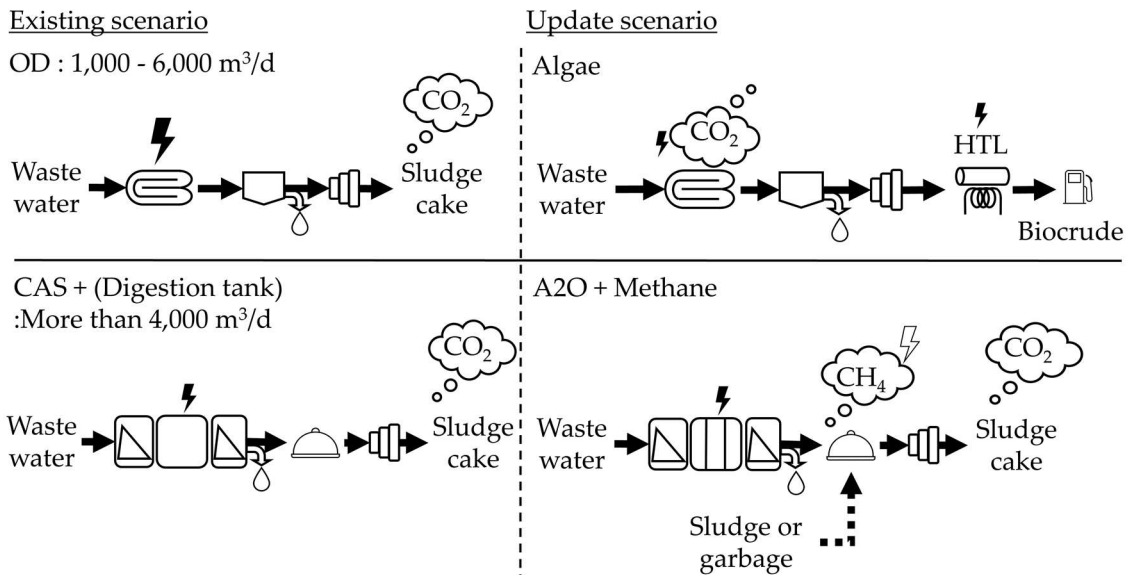 Existing scenario
OD : 1,000 - 6,000 m³/d
CO₂
Waste
water
Sludge
cake
Update scenario
Algae
CO₂
HTL
Waste
water
Biocrude
CAS + (Digestion tank)
:More than 4,000 m³/d
CO₂
Waste
water
Sludge
cake
A2O + Methane
CH₄
CO₂
Waste
water
Sludge
cake
Sludge or
garbage